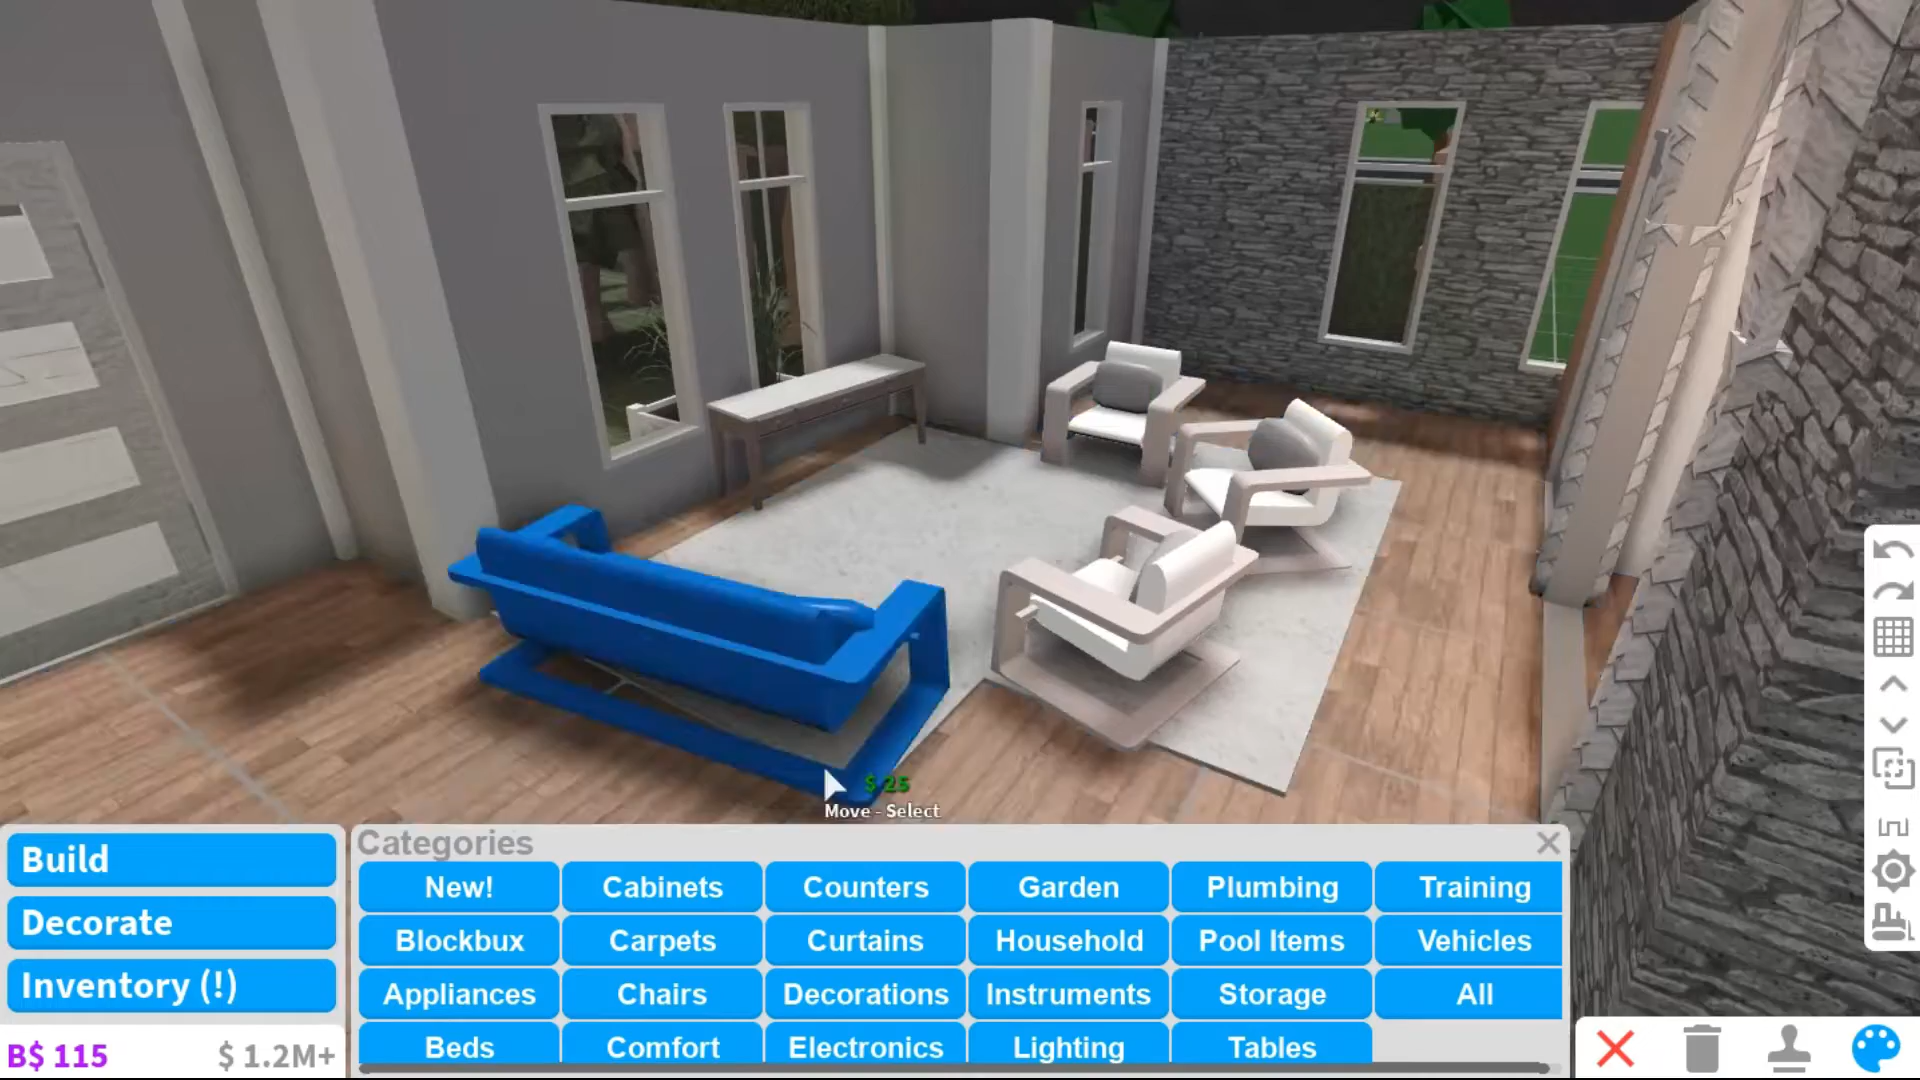 $ 25
Move - Select
Build
Decorate
Inventory (!)
B$ 115
$ 1.2M+
Categories
New!
Cabinets
Counters
Garden
Plumbing
Training
Blockbux
Carpets
Curtains
Household
Pool Items
Vehicles
Appliances
Chairs
Decorations
Instruments
Storage
All
Beds
Comfort
Electronics
Lighting
Tables